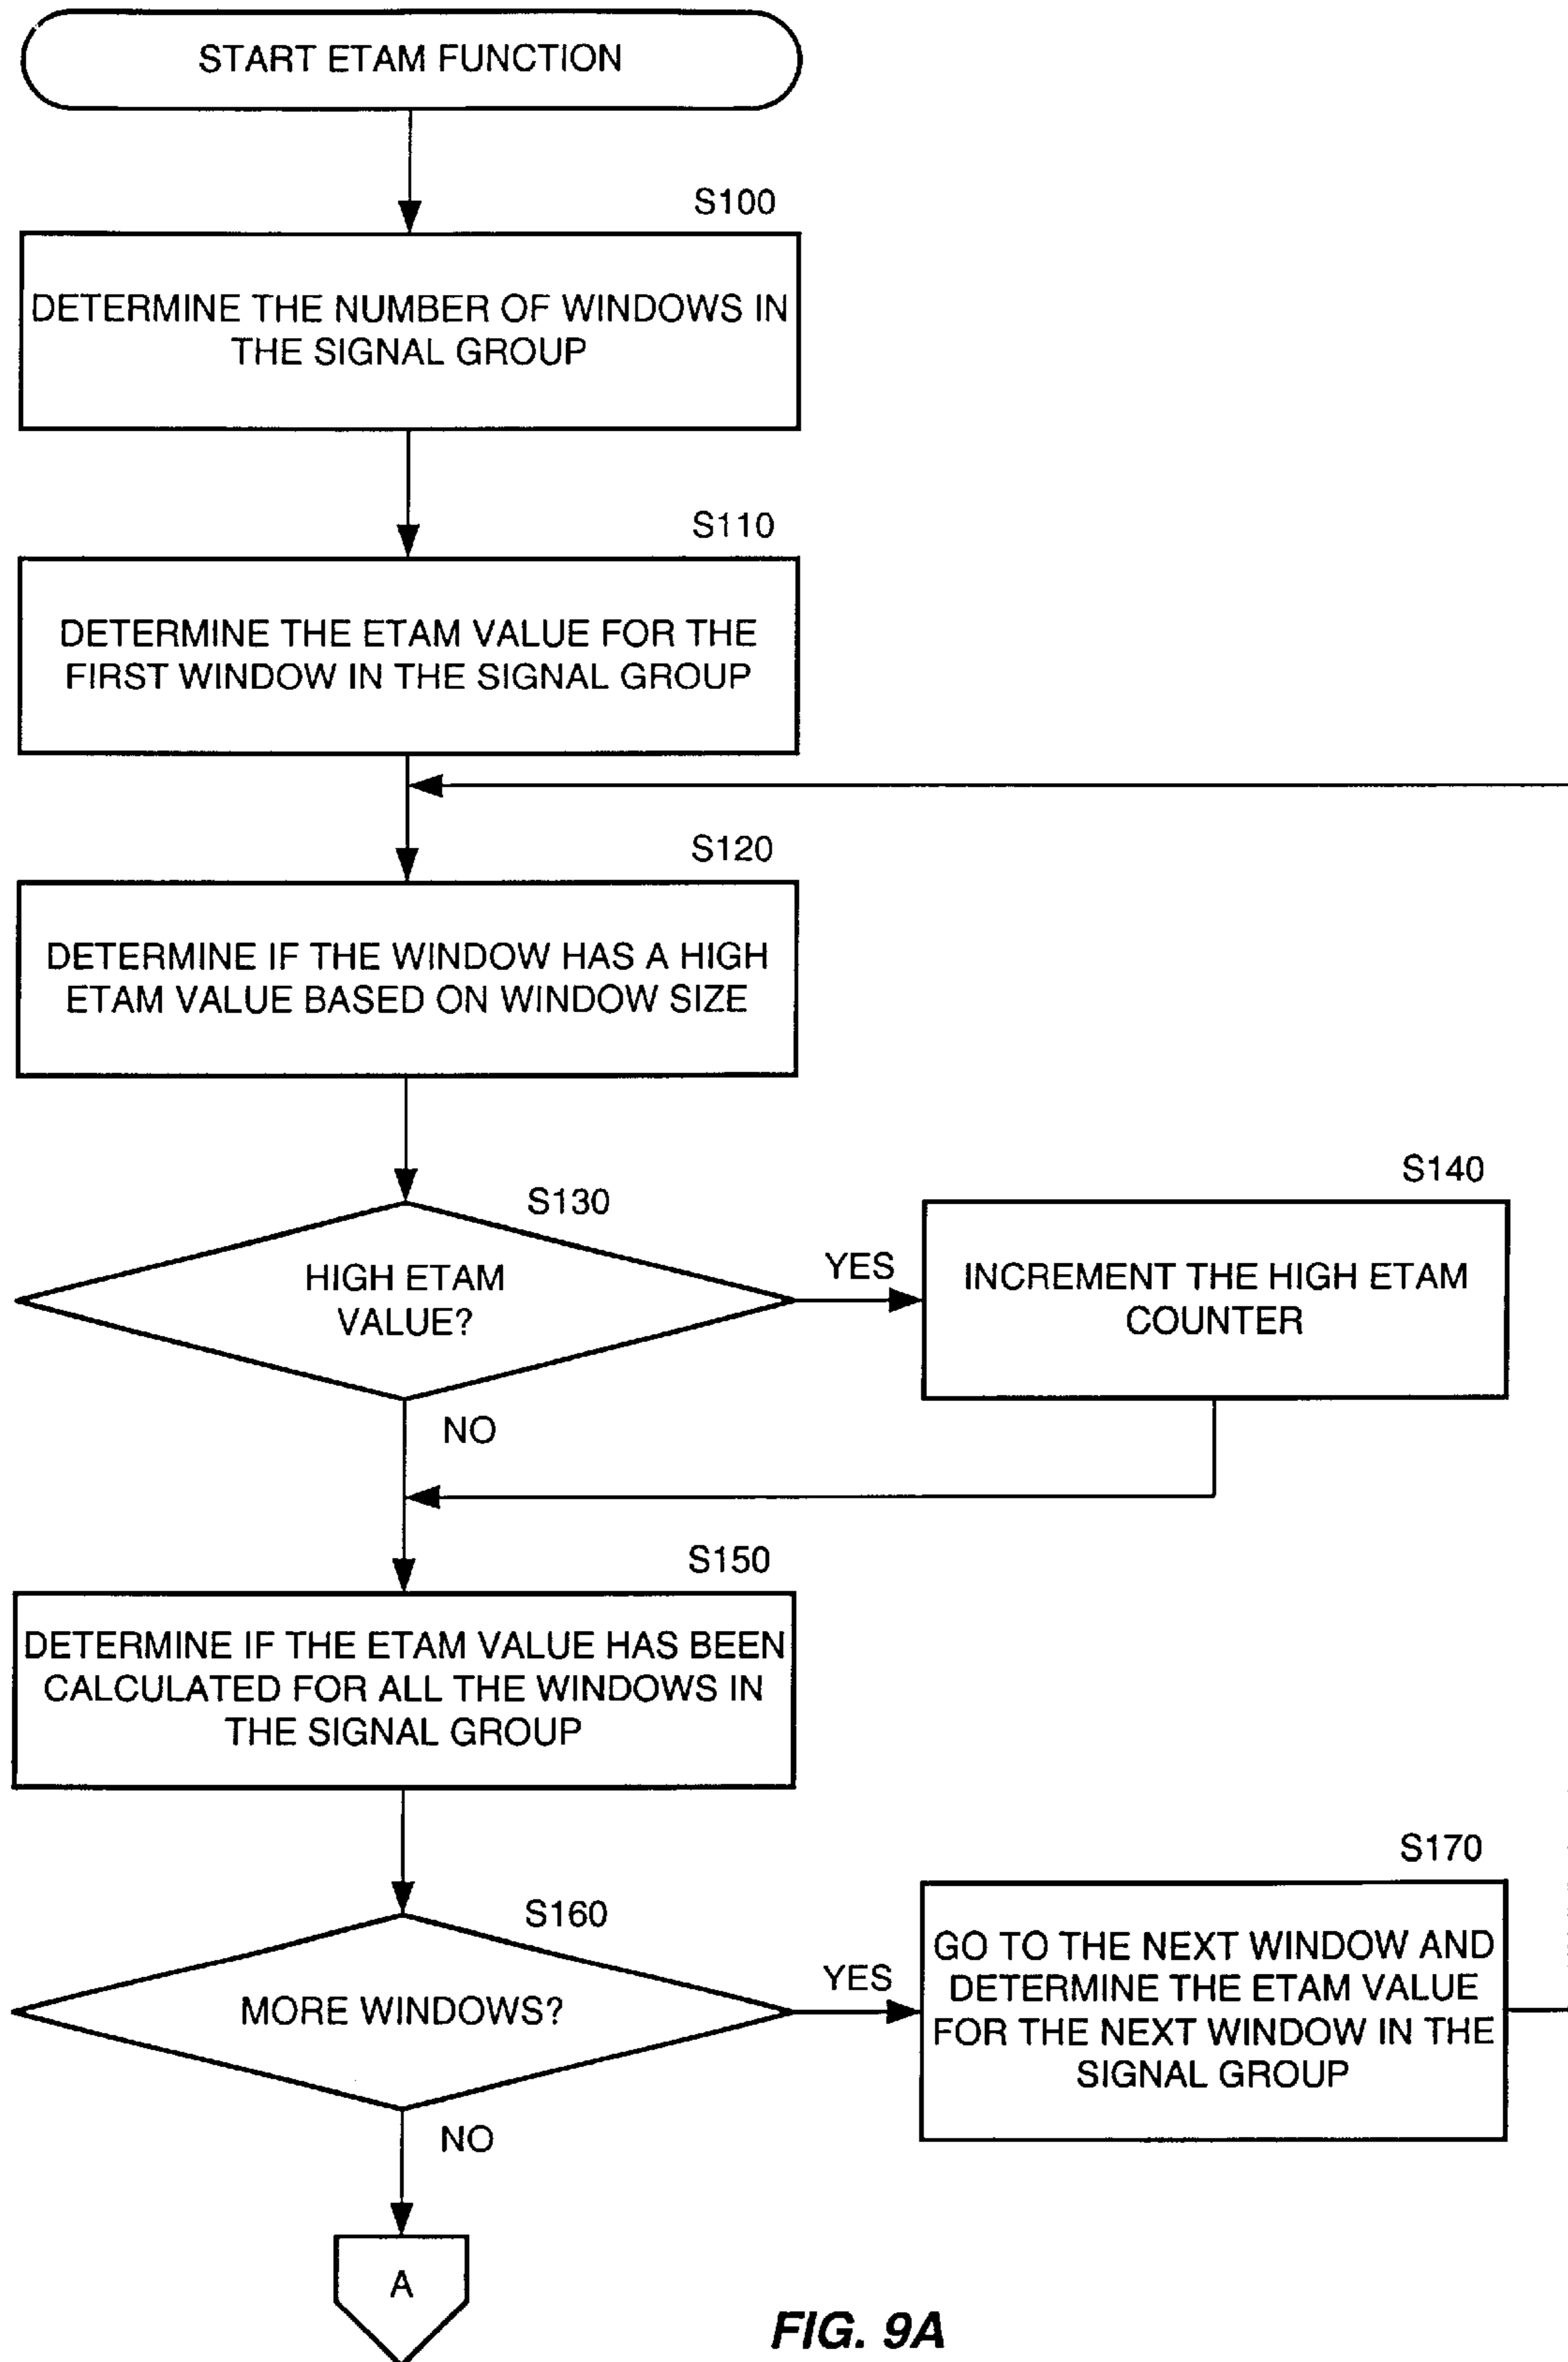 START ETAM FUNCTION
S100
DETERMINE THE NUMBER OF WINDOWS IN
THE SIGNAL GROUP
S110
DETERMINE THE ETAM VALUE FOR THE
FIRST WINDOW IN THE SIGNAL GROUP
S120
DETERMINE IF THE WINDOW HAS A HIGH
ETAM VALUE BASED ON WINDOW SIZE
S130
HIGH ETAM
VALUE?
YES
S140
INCREMENT THE HIGH ETAM
COUNTER
NO
S150
DETERMINE IF THE ETAM VALUE HAS BEEN
CALCULATED FOR ALL THE WINDOWS IN
THE SIGNAL GROUP
S160
MORE WINDOWS?
YES
S170
GO TO THE NEXT WINDOW AND
DETERMINE THE ETAM VALUE
FOR THE NEXT WINDOW IN THE
SIGNAL GROUP
NO
A
FIG. 9A